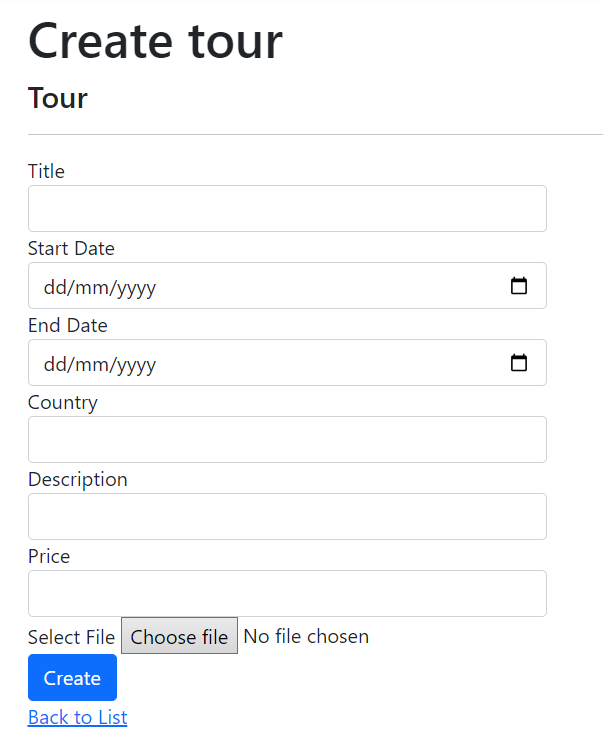 Create tour
Tour
Title
Start Date
dd/mm/yyyy
End Date
dd/mm/yyyy
Country
Description
Price
Select File Choose file No file chosen
Create
Back to List